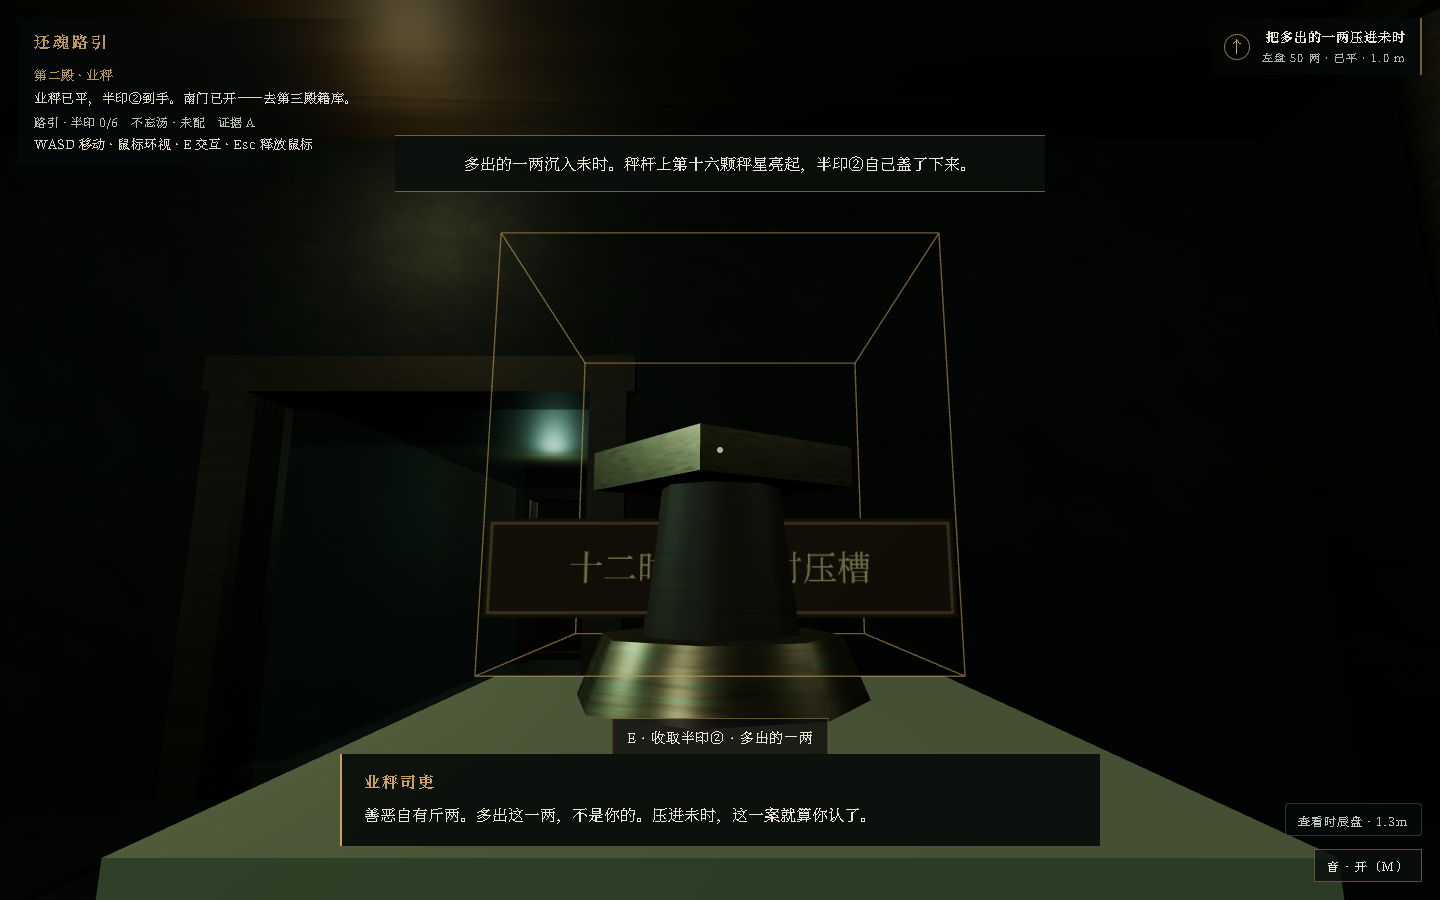 还魂路引
第二殿 · 业秤
业秤已平，半印②到手。南门已开——去第三殿籍库。
路引 · 半印 0/6 不忘汤 · 未配 证据 A
WASD 移动 · 鼠标环视 · E 交互 · Esc 释放鼠标
把多出的一两压进未时
左盘 50 两 · 已平 · 1.0 m
多出的一两沉入未时。秤杆上第十六颗秤星亮起，半印②自己盖了下来。
十二时 时压槽
E · 收取半印② · 多出的一两
业秤司吏
善恶自有斤两。多出这一两，不是你的。压进未时，这一案就算你认了。
查看时辰盘 · 1.3m
音 · 开（M）